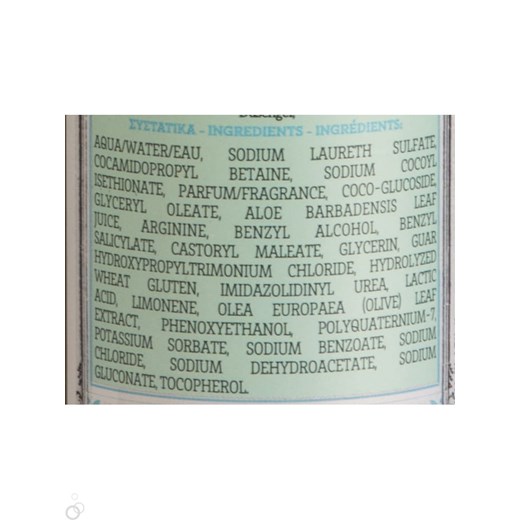 ΣΥΣΤΑΤΙΚΑ - INGREDIENTS - INGRÉDIENTS:
AQUA/WATER/EAU, SODIUM LAURETH SULFATE,
COCAMIDOPROPYL BETAINE, SODIUM COCOYL
ISETHIONATE, PARFUM/FRAGRANCE, COCO-GLUCOSIDE,
GLYCERYL OLEATE, ALOE BARBADENSIS LEAF
JUICE, ARGININE, BENZYL ALCOHOL, BENZYL
SALICYLATE, CASTORYL MALEATE, GLYCERIN, GUAR
HYDROXYPROPYLTRIMONIUM CHLORIDE, HYDROLYZED
WHEAT GLUTEN, IMIDAZOLIDINYL UREA, LACTIC
ACID, LIMONENE, OLEA EUROPAEA (OLIVE) LEAF
EXTRACT, PHENOXYETHANOL, POLYQUATERNIUM-7,
POTASSIUM SORBATE, SODIUM BENZOATE, SODIUM
CHLORIDE, SODIUM DEHYDROACETATE, SODIUM
GLUCONATE, TOCOPHEROL.